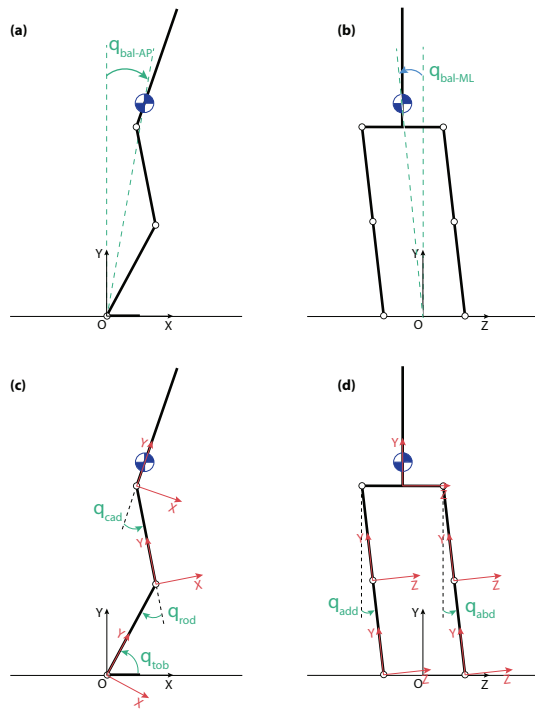 (a)
q_bal-AP
Y
O
X
(b)
q_bal-ML
Y
O
Z
(c)
Y
X
q_cad
Y
X
q_rod
Y
Y
q_tob
O
X
X
(d)
Y
Z
Y
Y
Z
Z
q_add
q_abd
Y
Y
Y
Z
Z
O
Z